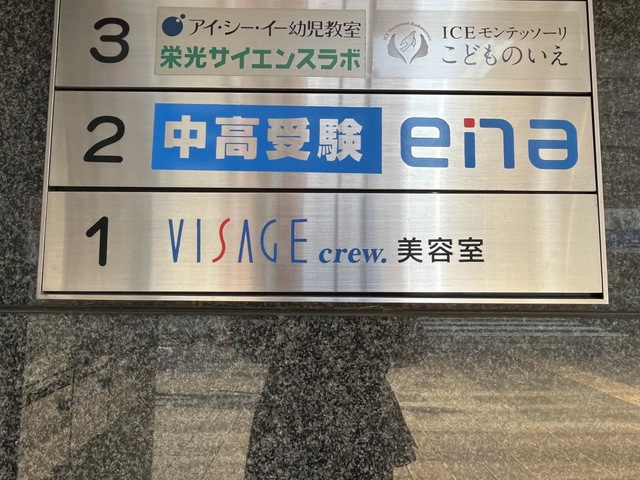 3
アイ・シー・イー幼児教室
栄光サイエンスラボ
ICEモンテッソーリ
こどものいえ
2 中高受験 ena
1 VISAGE crew. 美容室